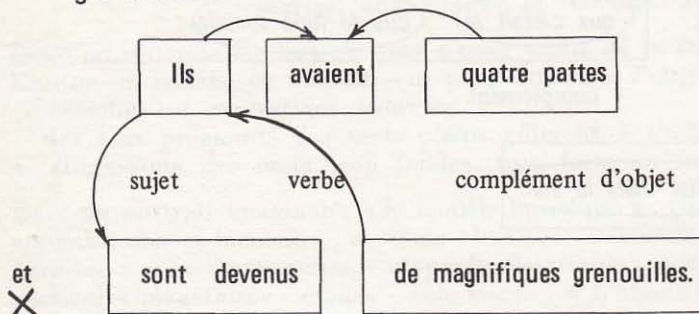 Ils avaient quatre pattes
sujet verbe complément d'objet
et sont devenus de magnifiques grenouilles.